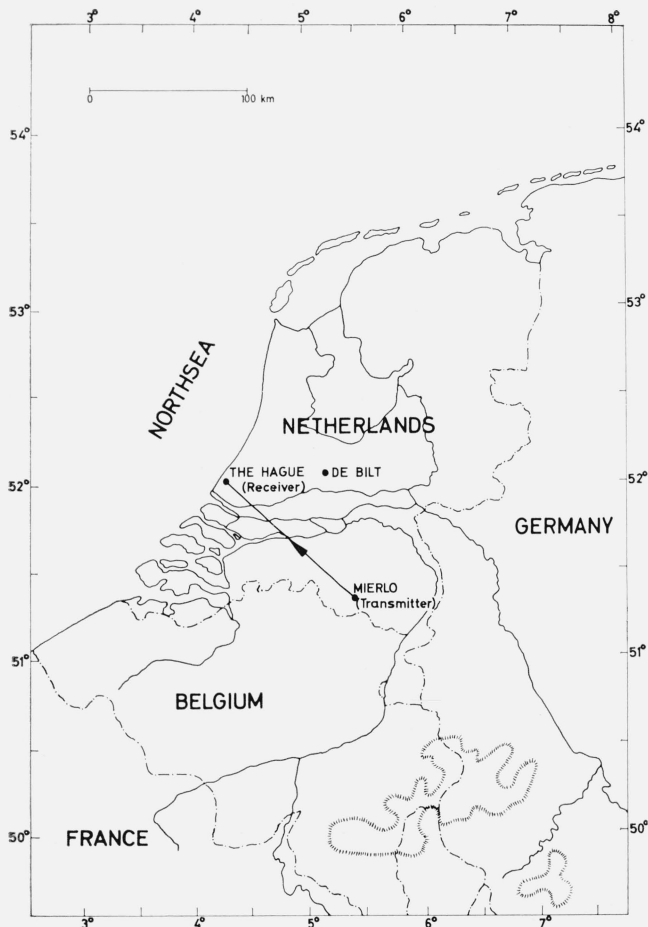 3° 4° 5° 6° 7° 8°
0 100 km
54° 54°
53° 53°
NORTHSEA
NETHERLANDS
THE HAGUE
(Receiver)
DE BILT
52° 52°
GERMANY
MIERLO
(Transmitter)
51° 51°
BELGIUM
50° 50°
FRANCE
3° 4° 5° 6° 7°